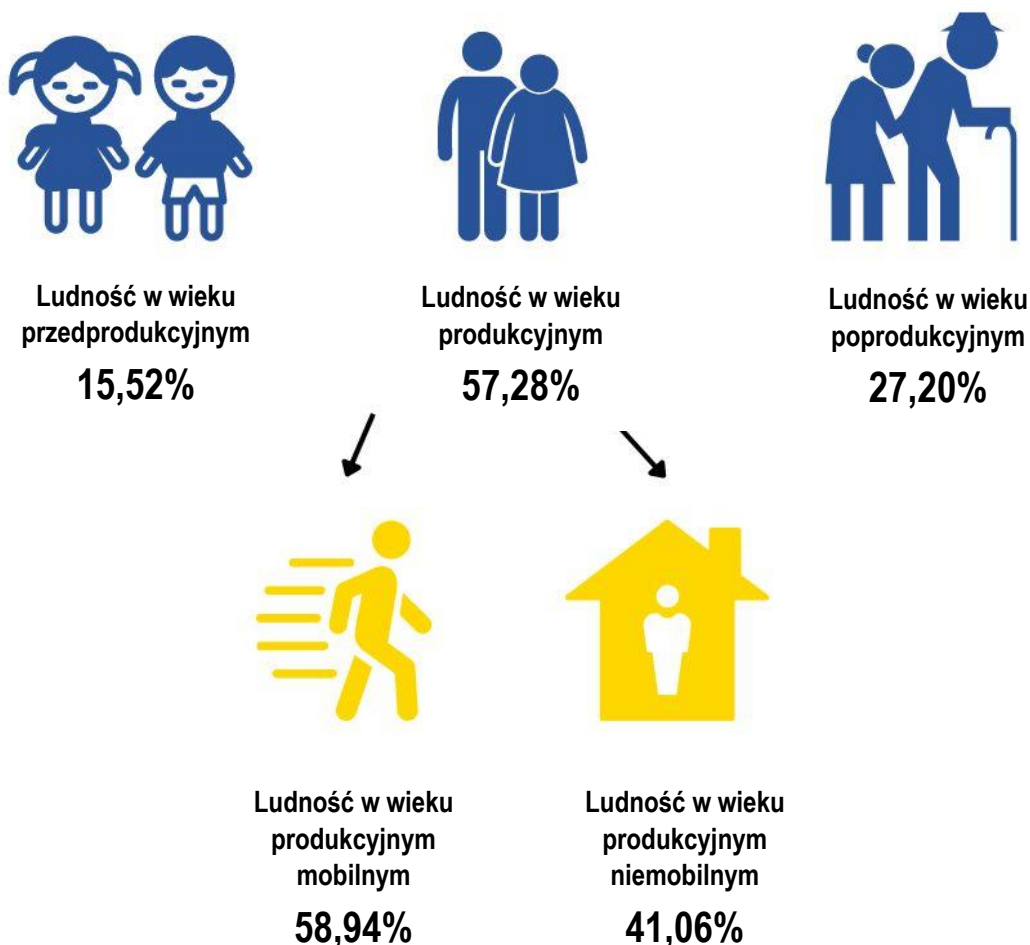 Ludność w wieku
przedprodukcyjnym
15,52%
Ludność w wieku
produkcyjnym
57,28%
Ludność w wieku
poprodukcyjnym
27,20%
Ludność w wieku
produkcyjnym
mobilnym
58,94%
Ludność w wieku
produkcyjnym
niemobilnym
41,06%